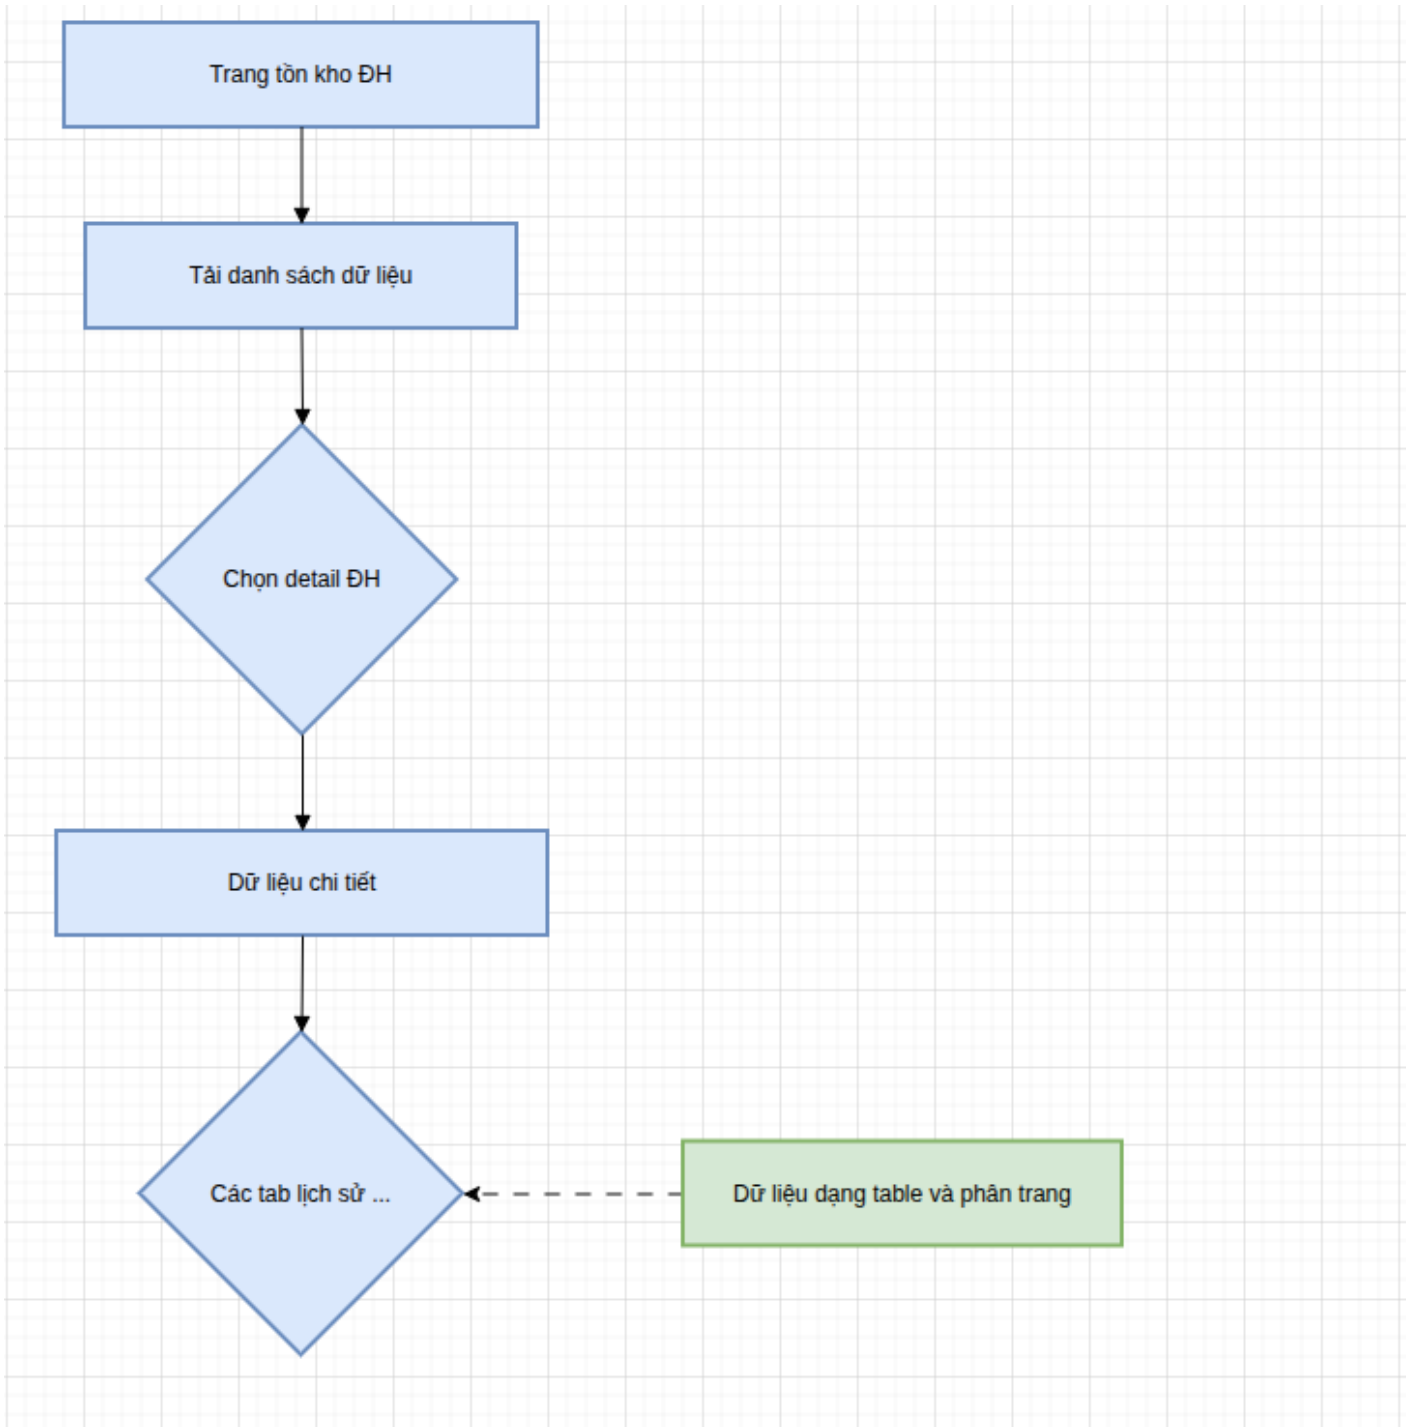 Trang tồn kho ĐH
Tải danh sách dữ liệu
Chọn detail ĐH
Dữ liệu chi tiết
Các tab lịch sử ...
Dữ liệu dạng table và phân trang